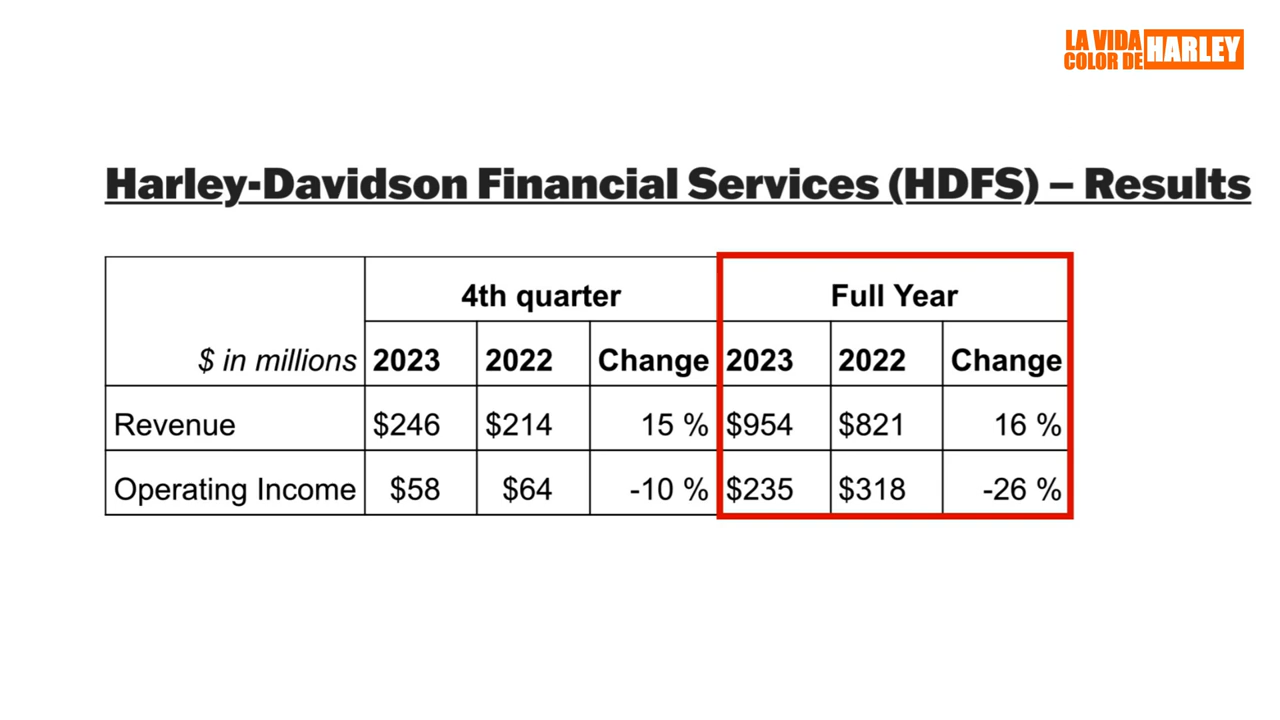 LA VIDA
COLOR DE HARLEY
Harley-Davidson Financial Services (HDFS) – Results
4th quarter Full Year
$ in millions 2023 2022 Change 2023 2022 Change
Revenue $246 $214 15 % $954 $821 16 %
Operating Income $58 $64 -10 % $235 $318 -26 %